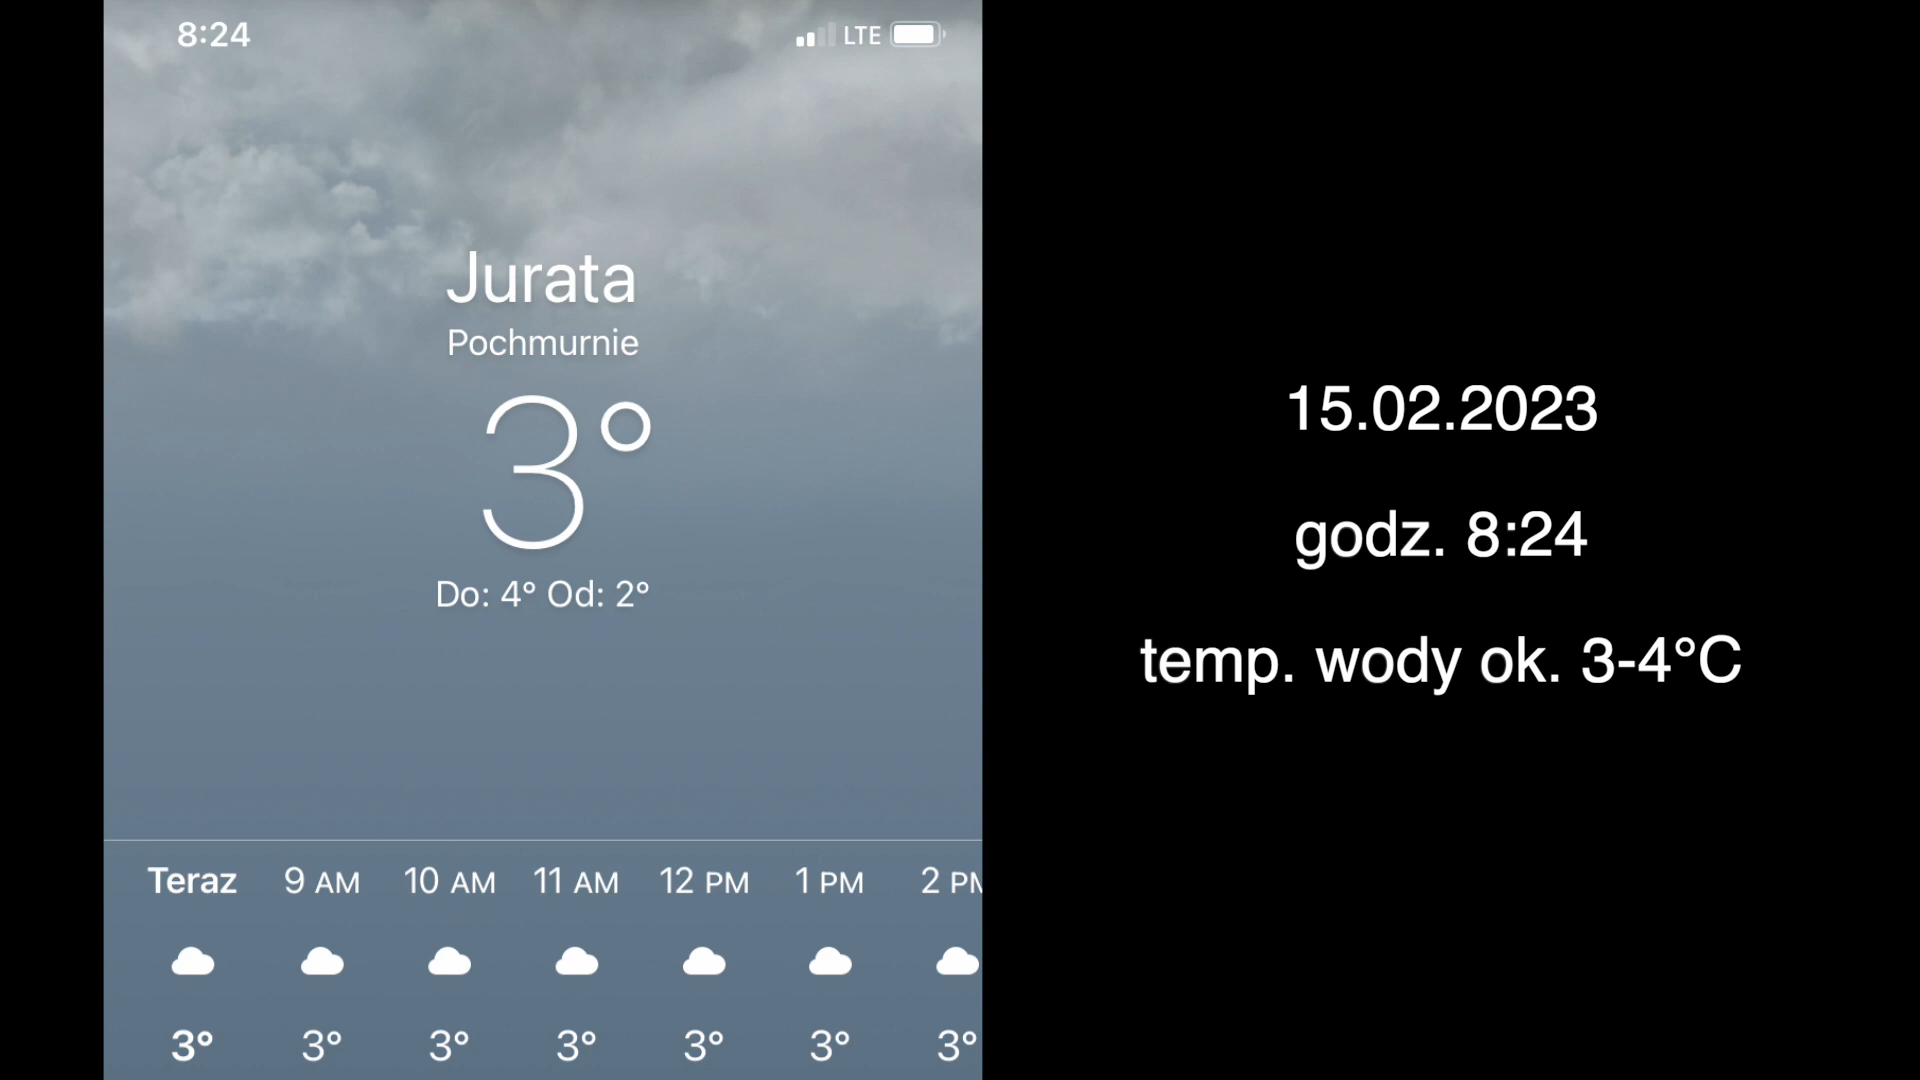 8:24 LTE
Jurata
Pochmurnie
3°
Do: 4° Od: 2°
Teraz 9 AM 10 AM 11 AM 12 PM 1 PM 2 PM
3° 3° 3° 3° 3° 3° 3°
15.02.2023
godz. 8:24
temp. wody ok. 3-4°C